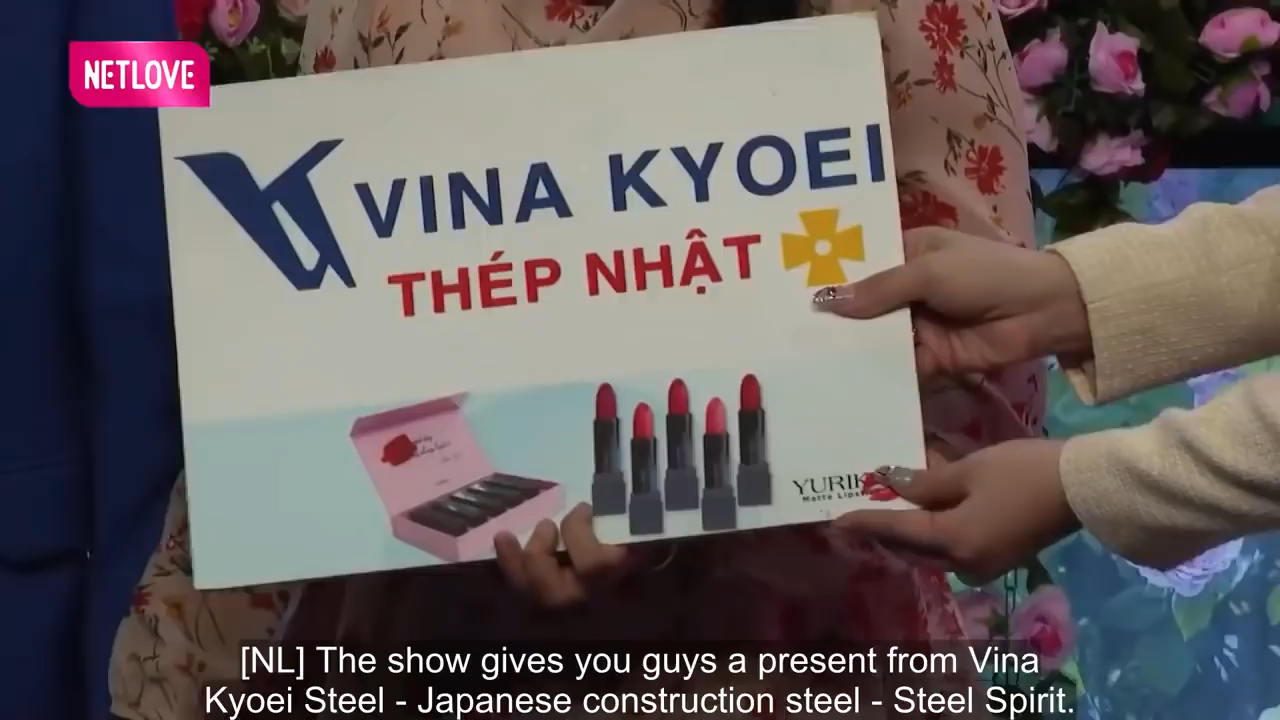 NETLOVE
VINA KYOEI
THÉP NHẬT
Matte
[NL] The show gives you guys a present from Vina
Kyoei Steel - Japanese construction steel - Steel Spirit.